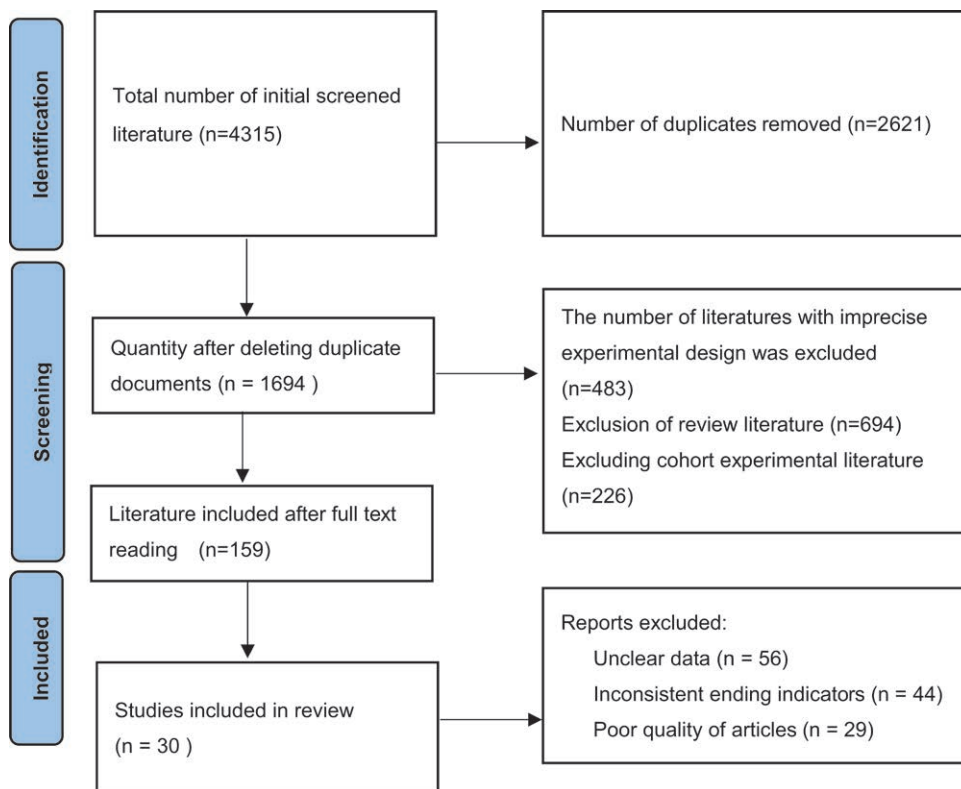 Identification
Total number of initial screened
literature (n=4315)
Number of duplicates removed (n=2621)
Screening
Quantity after deleting duplicate
documents (n = 1694 )
The number of literatures with imprecise
experimental design was excluded
(n=483)
Exclusion of review literature (n=694)
Excluding cohort experimental literature
(n=226)
Literature included after full text
reading (n=159)
Included
Studies included in review
(n = 30 )
Reports excluded:
Unclear data (n = 56)
Inconsistent ending indicators (n = 44)
Poor quality of articles (n = 29)